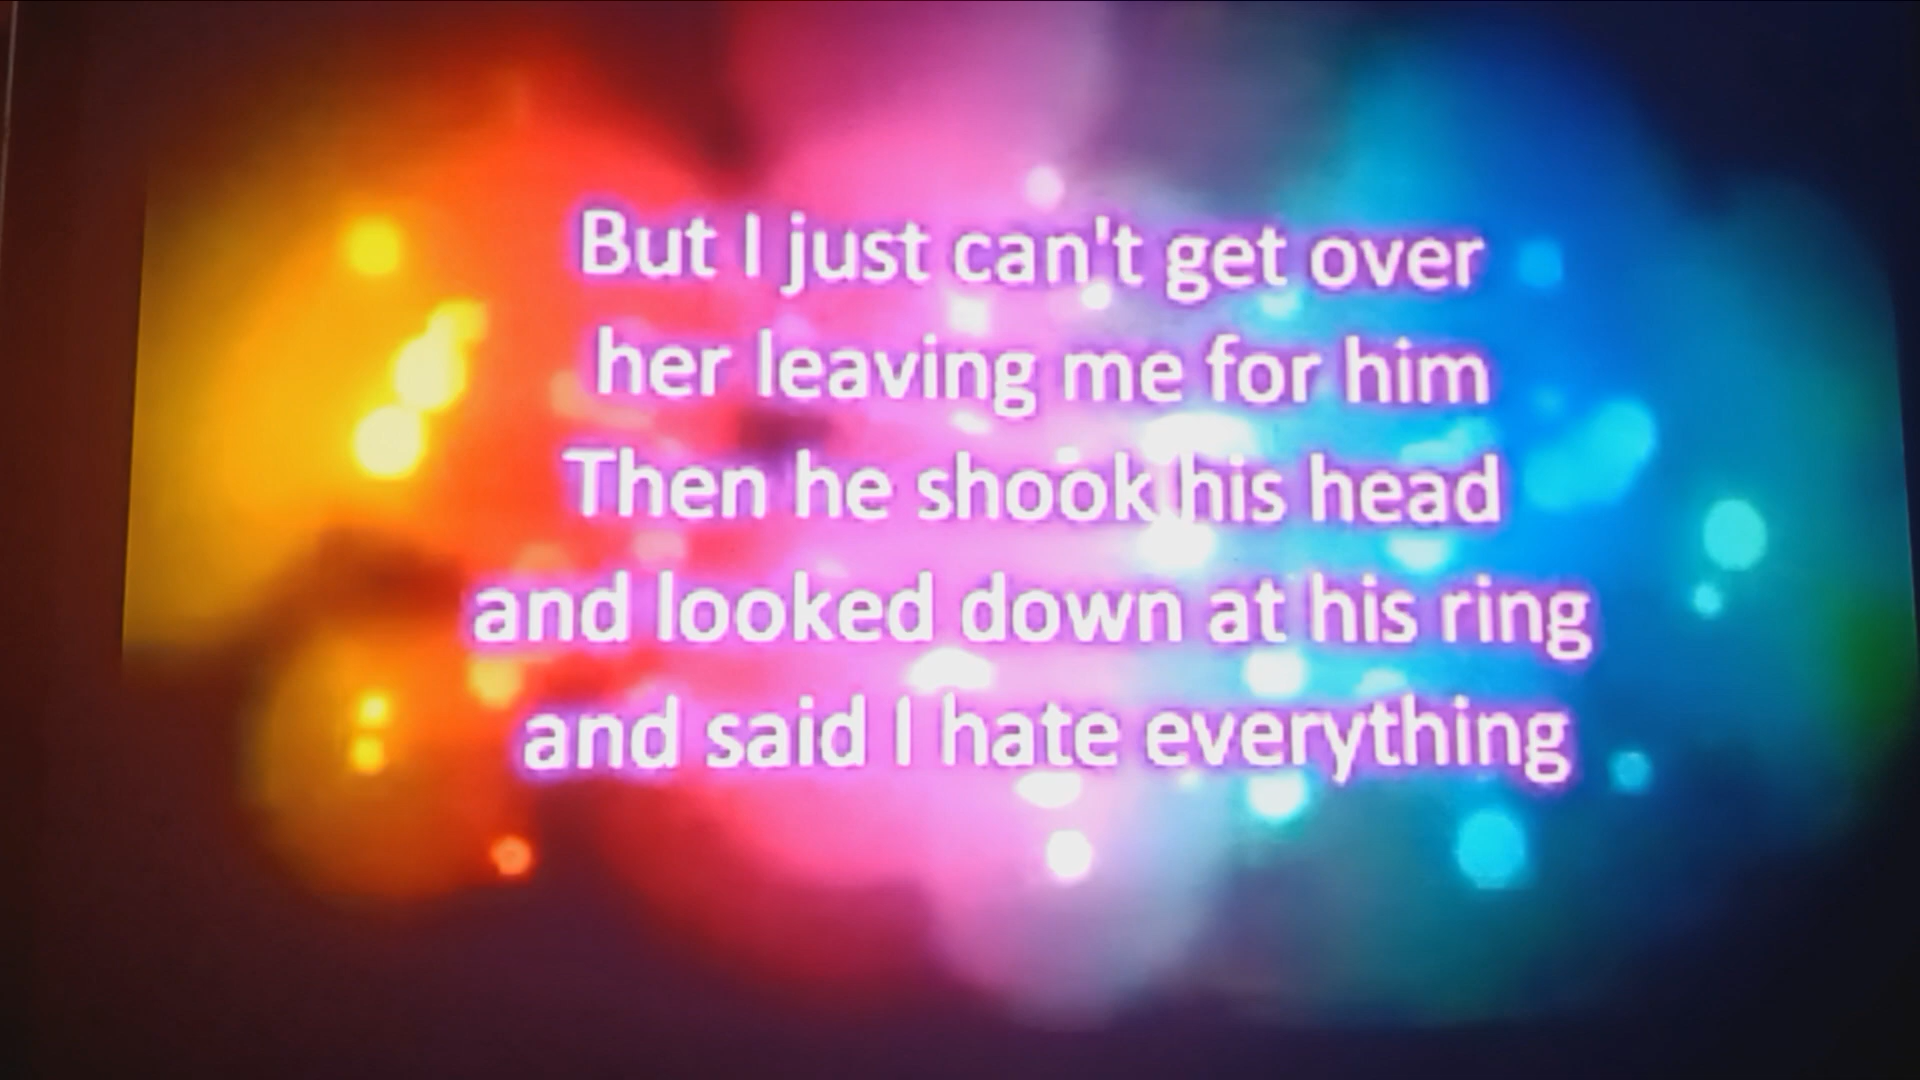 But I just can't get over
her leaving me for him
Then he shook his head
and looked down at his ring
and said I hate everything